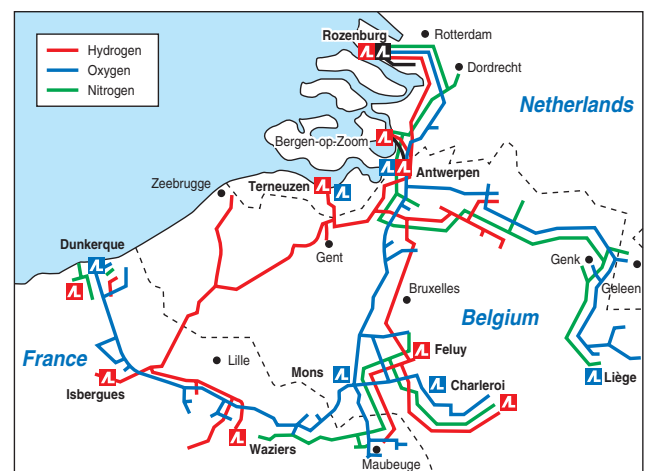 Hydrogen
Oxygen
Nitrogen
Rozenburg
Rotterdam
Dordrecht
Netherlands
Bergen-op-Zoom
Antwerpen
Terneuzen
Zeebrugge
Gent
Dunkerque
Genk
Geleen
Bruxelles
Belgium
France
Lille
Feluy
Mons
Charleroi
Liège
Isbergues
Waziers
Maubeuge